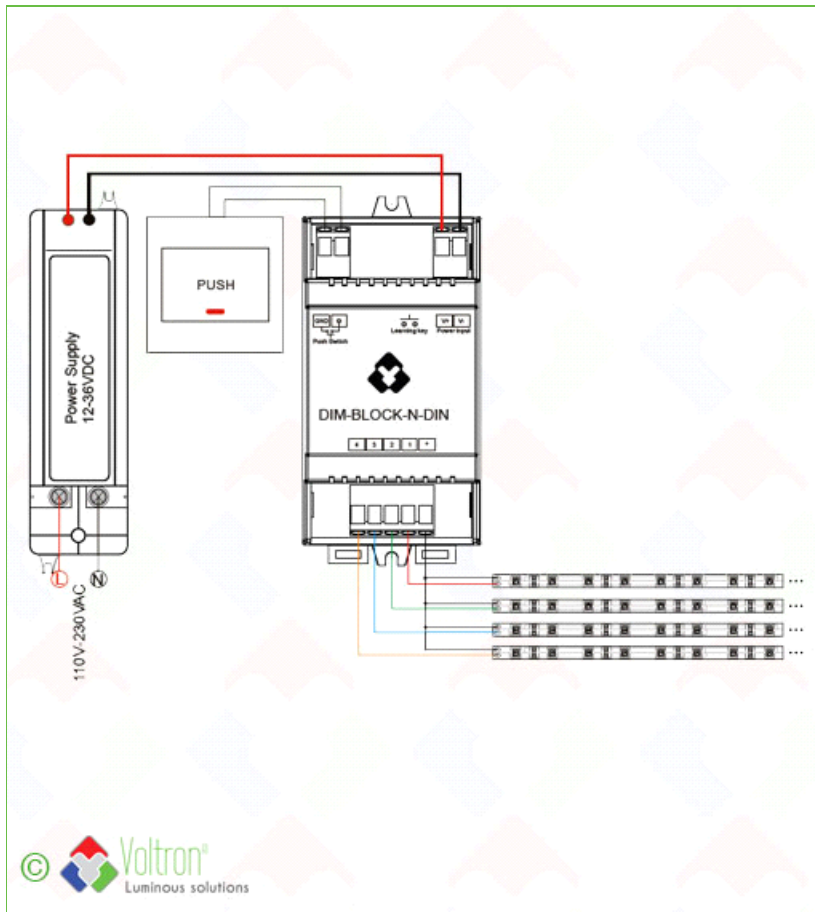 PUSH
Power Supply
12-36VDC
GND
V+ V-
Push Switch
Learning key
Power Input
DIM-BLOCK-N-DIN
4 3 2 1 +
L
N
110V-230VAC
...
...
...
...
© Voltron®
Luminous solutions